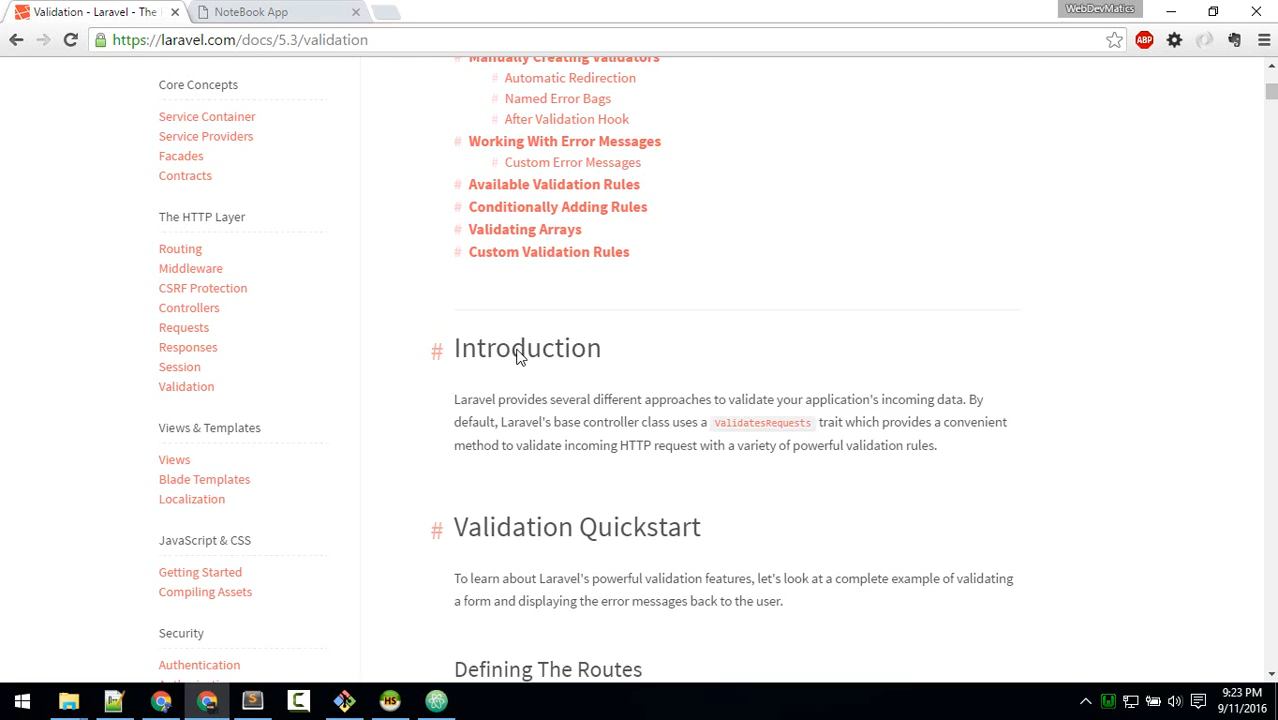 Validation - Laravel - The
NoteBook App
WebDevMatics
https://laravel.com/docs/5.3/validation
ABP
Core Concepts
Service Container
Service Providers
Facades
Contracts
The HTTP Layer
Routing
Middleware
CSRF Protection
Controllers
Requests
Responses
Session
Validation
Views & Templates
Views
Blade Templates
Localization
JavaScript & CSS
Getting Started
Compiling Assets
Security
Authentication
# Manually Creating Validators
# Automatic Redirection
# Named Error Bags
# After Validation Hook
# Working With Error Messages
# Custom Error Messages
# Available Validation Rules
# Conditionally Adding Rules
# Validating Arrays
# Custom Validation Rules
# Introduction
Laravel provides several different approaches to validate your application's incoming data. By
default, Laravel's base controller class uses a ValidatesRequests trait which provides a convenient
method to validate incoming HTTP request with a variety of powerful validation rules.
# Validation Quickstart
To learn about Laravel's powerful validation features, let's look at a complete example of validating
a form and displaying the error messages back to the user.
Defining The Routes
9:23 PM
9/11/2016